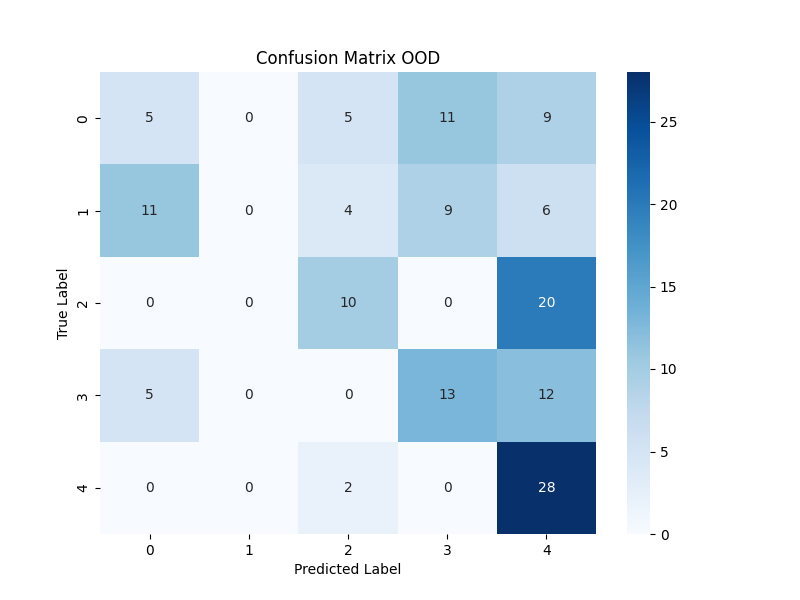 Confusion Matrix OOD
0 5 0 5 11 9
1 11 0 4 9 6
2 0 0 10 0 20
3 5 0 0 13 12
4 0 0 2 0 28
0 1 2 3 4
Predicted Label
True Label
25
20
15
10
5
0